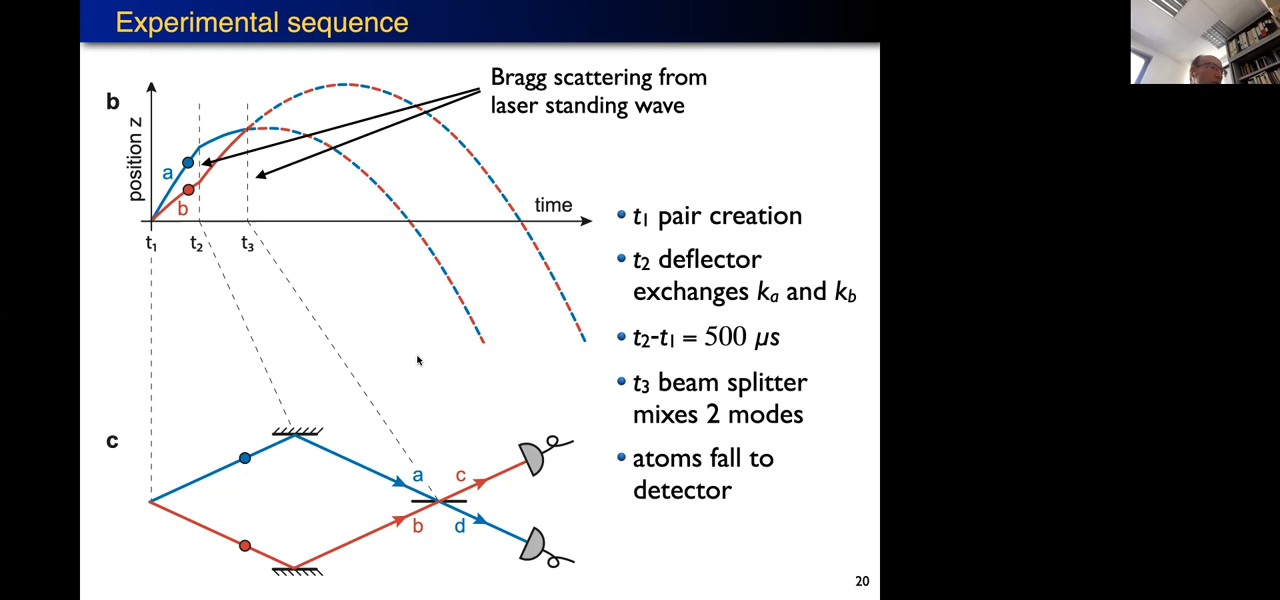 Experimental sequence
b
Bragg scattering from
laser standing wave
position z
a
b
time
t₁
t₂
t₃
• t₁ pair creation
• t₂ deflector
exchanges kₐ and k_b
• t₂-t₁ = 500 µs
• t₃ beam splitter
mixes 2 modes
• atoms fall to
detector
c
a
c
b
d
20